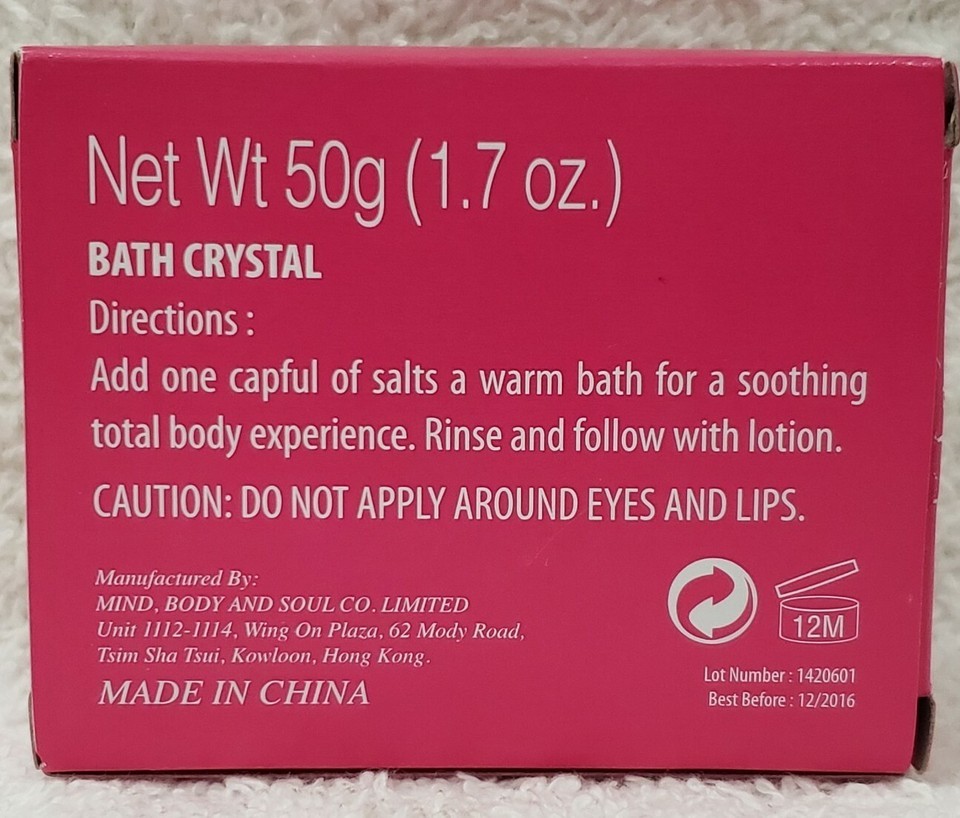 Net Wt 50g (1.7 oz.)
BATH CRYSTAL
Directions :
Add one capful of salts a warm bath for a soothing
total body experience. Rinse and follow with lotion.
CAUTION: DO NOT APPLY AROUND EYES AND LIPS.
Manufactured By:
MIND, BODY AND SOUL CO. LIMITED
Unit 1112-1114, Wing On Plaza, 62 Mody Road,
Tsim Sha Tsui, Kowloon, Hong Kong.
MADE IN CHINA
12M
Lot Number : 1420601
Best Before : 12/2016